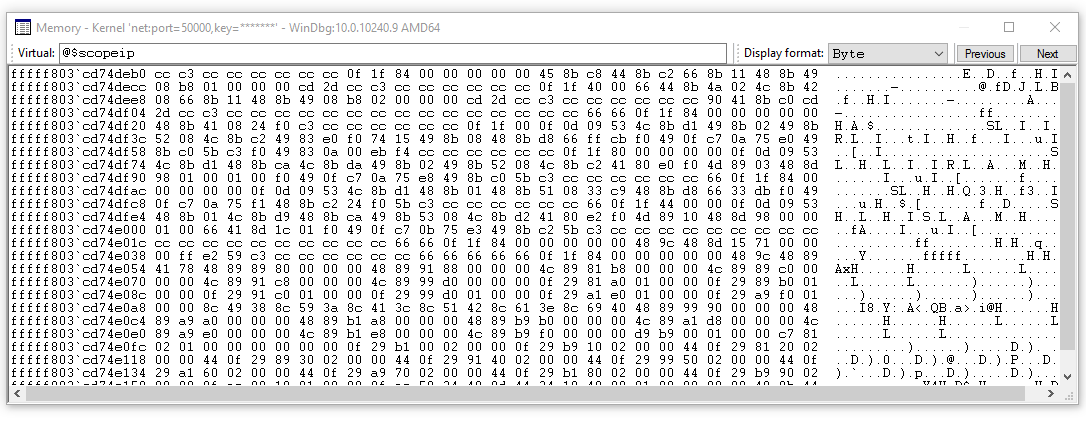 Memory - Kernel 'net:port=50000,key=*******' - WinDbg:10.0.10240.9 AMD64
Virtual: @$scopeip Display format: Byte Previous Next
fffff803`cd74deb0 cc c3 cc cc cc cc cc cc 0f 1f 84 00 00 00 00 00 45 8b c8 44 8b c2 66 8b 11 48 8b 49 ................E..D..f..H.I
fffff803`cd74decc 08 b8 01 00 00 00 cd 2d cc c3 cc cc cc cc cc cc 0f 1f 40 00 66 44 8b 4a 02 4c 8b 42 .......-..........@.fD.J.L.B
fffff803`cd74dee8 08 66 8b 11 48 8b 49 08 b8 02 00 00 00 cd 2d cc c3 cc cc cc cc cc cc 90 41 8b c0 cd .f..H.I.......-.........A...
fffff803`cd74df04 2d cc c3 cc cc cc cc cc cc cc cc cc cc cc cc cc cc 66 66 0f 1f 84 00 00 00 00 00
fffff803`cd74df20 48 8b 41 08 24 f0 c3 cc cc cc cc cc cc 0f 1f 00 0f 0d 09 53 4c 8b d1 49 8b 02 49 8b H.A.$..............SL..I..I.
fffff803`cd74df3c 52 08 4c 8b c2 49 83 e0 f0 74 15 49 8b 08 48 8b d8 66 ff cb f0 49 0f c7 0a 75 e0 49 R.L..I...t.I..H..f...I...u.I
fffff803`cd74df58 8b c0 5b c3 f0 49 83 0a 00 eb f4 cc cc cc cc cc cc 0f 1f 80 00 00 00 00 0f 0d 09 53 ..[..I.....................S
fffff803`cd74df74 4c 8b d1 48 8b ca 4c 8b da 49 8b 02 49 8b 52 08 4c 8b c2 41 80 e0 f0 4d 89 03 48 8d L..H..L..I..I.R.L..A...M..H.
fffff803`cd74df90 98 01 00 01 00 f0 49 0f c7 0a 75 e8 49 8b c0 5b c3 cc cc cc cc cc cc 66 0f 1f 84 00 ......I...u.I..[.......f....
fffff803`cd74dfac 00 00 00 00 0f 0d 09 53 4c 8b d1 48 8b 01 48 8b 51 08 33 c9 48 8b d8 66 33 db f0 49 .......SL..H..H.Q.3.H..f3..I
fffff803`cd74dfc8 0f c7 0a 75 f1 48 8b c2 24 f0 5b c3 cc cc cc cc cc cc 66 0f 1f 44 00 00 0f 0d 09 53 ...u.H..$.[.......f..D.....S
fffff803`cd74dfe4 48 8b 01 4c 8b d9 48 8b ca 49 8b 53 08 4c 8b d2 41 80 e2 f0 4d 89 10 48 8d 98 00 00 H..L..H..I.S.L..A...M..H....
fffff803`cd74e000 01 00 66 41 8d 1c 01 f0 49 0f c7 0b 75 e3 49 8b c2 5b c3 cc cc cc cc cc cc cc cc cc ..fA....I...u.I..[..........
fffff803`cd74e01c cc cc cc cc cc cc cc cc cc cc 66 66 0f 1f 84 00 00 00 00 00 48 9c 48 8d 15 71 00 00 ..........ff........H.H..q..
fffff803`cd74e038 00 ff e2 59 c3 cc cc cc cc cc cc 66 66 66 66 66 0f 1f 84 00 00 00 00 00 48 9c 48 89 ...Y.......fffff........H.H.
fffff803`cd74e054 41 78 48 89 89 80 00 00 00 48 89 91 88 00 00 00 4c 89 81 b8 00 00 00 4c 89 89 c0 00 AxH......H......L......L....
fffff803`cd74e070 00 00 4c 89 91 c8 00 00 00 4c 89 99 d0 00 00 00 0f 29 81 a0 01 00 00 0f 29 89 b0 01 ..L......L.......)......)...
fffff803`cd74e08c 00 00 0f 29 91 c0 01 00 00 0f 29 99 d0 01 00 00 0f 29 a1 e0 01 00 00 0f 29 a9 f0 01 ...)......)......)......)...
fffff803`cd74e0a8 00 00 8c 49 38 8c 59 3a 8c 41 3c 8c 51 42 8c 61 3e 8c 69 40 48 89 99 90 00 00 00 48 ...I8.Y:.A<.QB.a>.i@H......H
fffff803`cd74e0c4 89 a9 a0 00 00 00 48 89 b1 a8 00 00 00 48 89 b9 b0 00 00 00 4c 89 a1 d8 00 00 00 4c ......H......H......L......L
fffff803`cd74e0e0 89 a9 e0 00 00 00 4c 89 b1 e8 00 00 00 4c 89 b9 f0 00 00 00 d9 b9 00 01 00 00 c7 81 ......L......L..............
fffff803`cd74e0fc 02 01 00 00 00 00 00 00 0f 29 b1 00 02 00 00 0f 29 b9 10 02 00 00 44 0f 29 81 20 02 .........)......).....D.). .
fffff803`cd74e118 00 00 44 0f 29 89 30 02 00 00 44 0f 29 91 40 02 00 00 44 0f 29 99 50 02 00 00 44 0f ..D.).0...D.).@...D.).P...D.
fffff803`cd74e134 29 a1 60 02 00 00 44 0f 29 a9 70 02 00 00 44 0f 29 b1 80 02 00 00 44 0f 29 b9 90 02 ).`...D.).p...D.).....D.)...